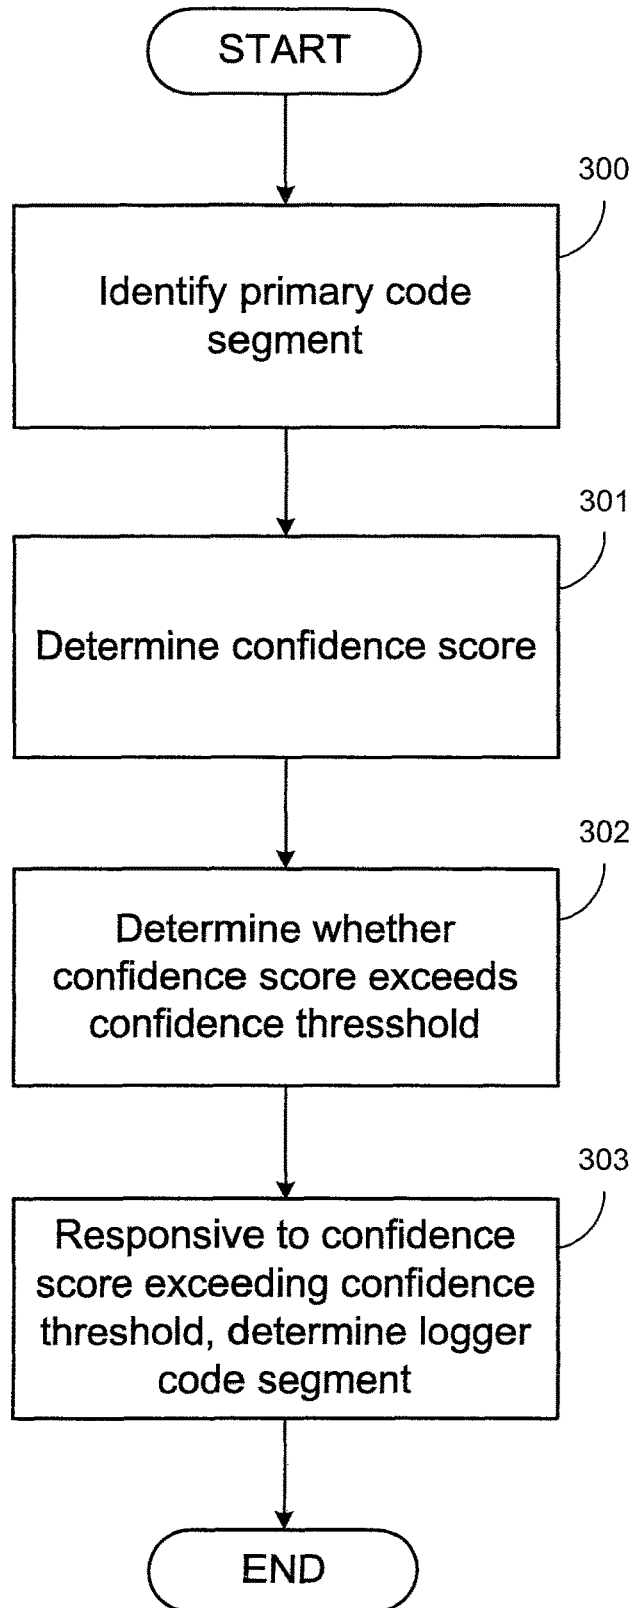 START
300
Identify primary code
segment
301
Determine confidence score
302
Determine whether
confidence score exceeds
confidence thresshold
303
Responsive to confidence
score exceeding confidence
threshold, determine logger
code segment
END